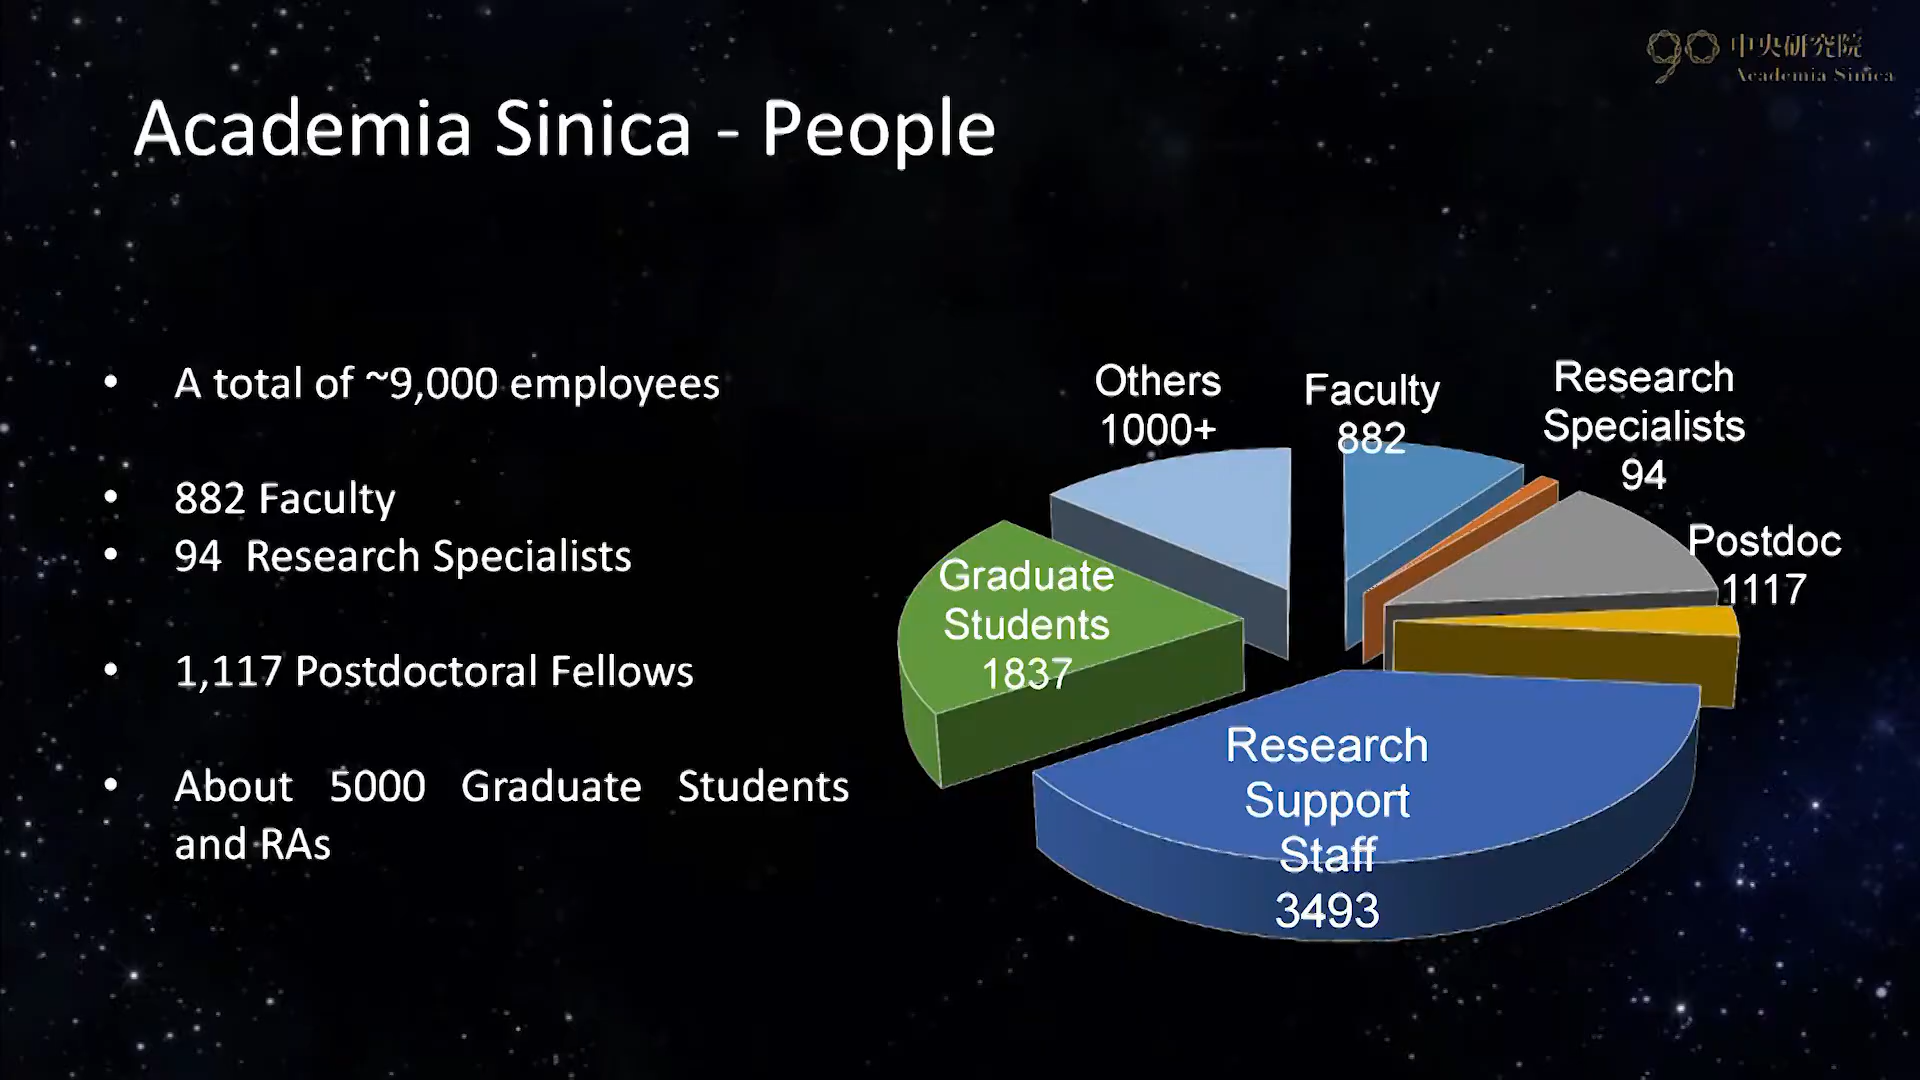 中央研究院
Academia Sinica
Academia Sinica - People
• A total of ~9,000 employees
• 882 Faculty
• 94 Research Specialists
• 1,117 Postdoctoral Fellows
• About 5000 Graduate Students
and RAs
Others
1000+
Faculty
882
Research
Specialists
94
Postdoc
1117
Graduate
Students
1837
Research
Support
Staff
3493